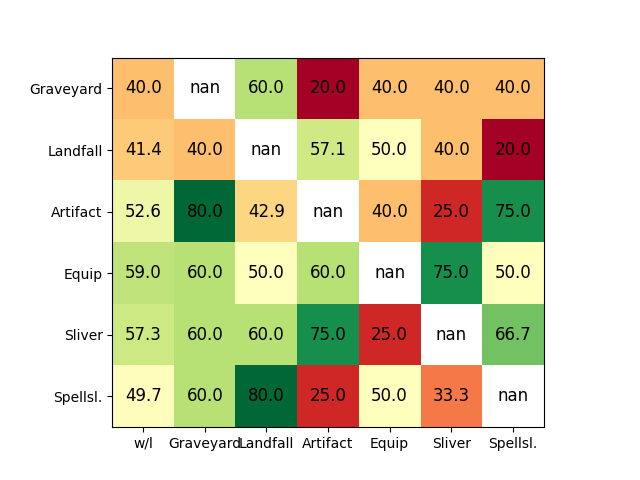 Graveyard 40.0 nan 60.0 20.0 40.0 40.0 40.0
Landfall 41.4 40.0 nan 57.1 50.0 40.0 20.0
Artifact 52.6 80.0 42.9 nan 40.0 25.0 75.0
Equip 59.0 60.0 50.0 60.0 nan 75.0 50.0
Sliver 57.3 60.0 60.0 75.0 25.0 nan 66.7
Spellsl. 49.7 60.0 80.0 25.0 50.0 33.3 nan
w/l Graveyard Landfall Artifact Equip Sliver Spellsl.